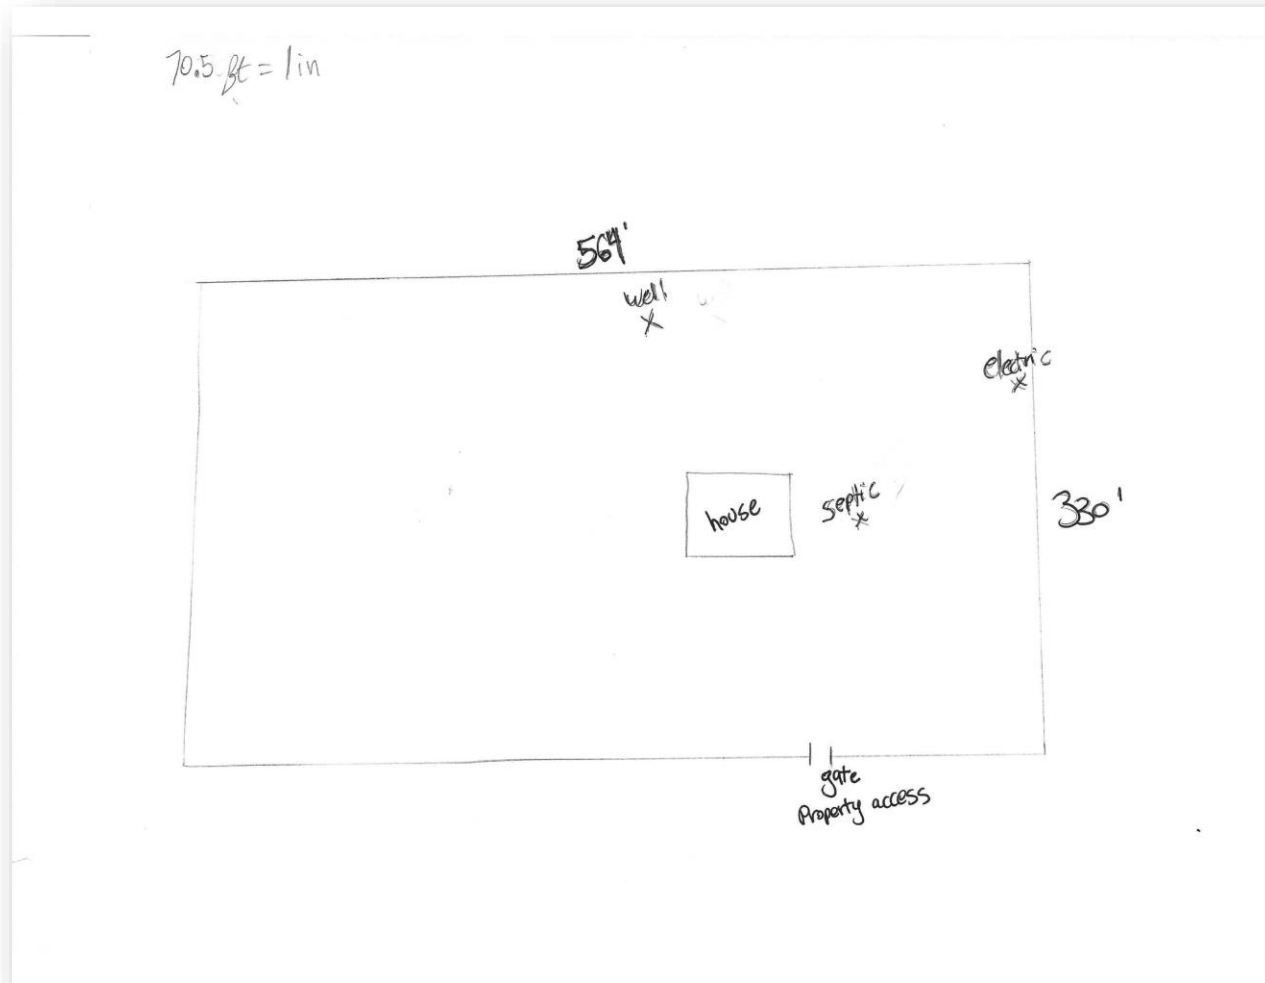 70.5 ft = 1 in
564'
well
X
electric
x
house
septic
x
330'
gate
Property access